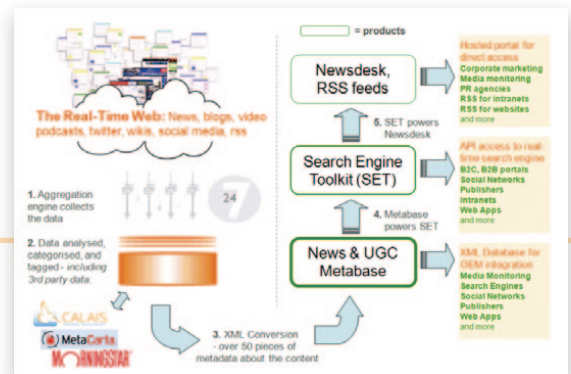 = products
The Real-Time Web: News, blogs, video
podcasts, twitter, wikis, social media, rss
1. Aggregation
engine collects
the data
24
7
2. Data analysed,
categorised, and
tagged - including
3rd party data.
CALAIS
MetaCarta
MORNINGSTAR
3. XML Conversion
- over 50 pieces of
metadata about the content
Newsdesk,
RSS feeds
5. SET powers
Newsdesk
Search Engine
Toolkit (SET)
4. Metabase
powers SET
News & UGC
Metabase
Hosted portal for
direct access
Corporate marketing
Media monitoring
PR agencies
RSS for intranets
RSS for websites
and more
API access to real-
time search engine
B2C, B2B portals
Social Networks
Publishers
Intranets
Web Apps
and more
XML Database for
OEM integration
Media Monitoring
Search Engines
Social Networks
Publishers
Web Apps
and more